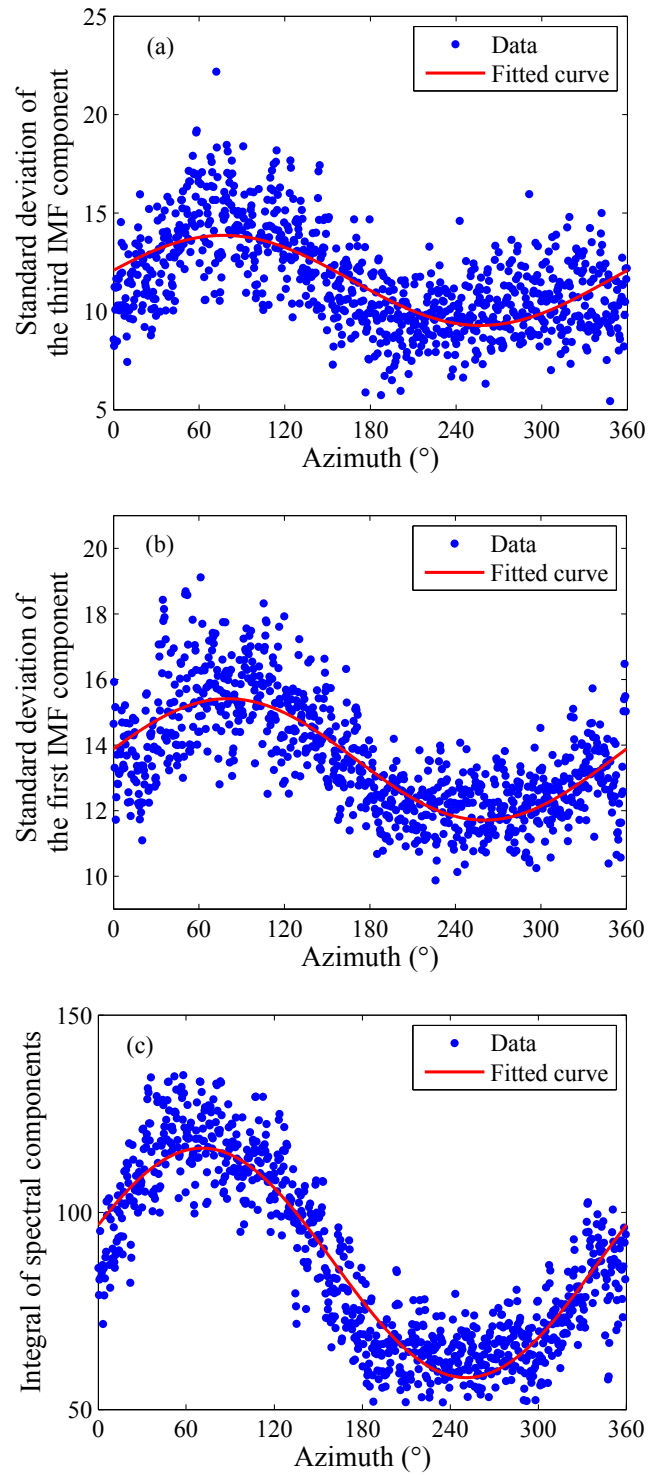 (a)
Data
Fitted curve
Standard deviation of
the third IMF component
25
20
15
10
5
0 60 120 180 240 300 360
Azimuth (°)
(b)
Data
Fitted curve
Standard deviation of
the first IMF component
20
18
16
14
12
10
0 60 120 180 240 300 360
Azimuth (°)
(c)
Data
Fitted curve
Integral of spectral components
150
100
50
0 60 120 180 240 300 360
Azimuth (°)